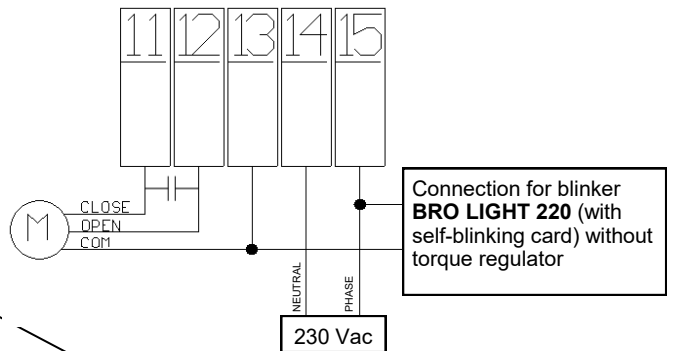 11 12 13 14 15
CLOSE
OPEN
COM
NEUTRAL
PHASE
230 Vac
Connection for blinker
BRO LIGHT 220 (with
self-blinking card) without
torque regulator
M